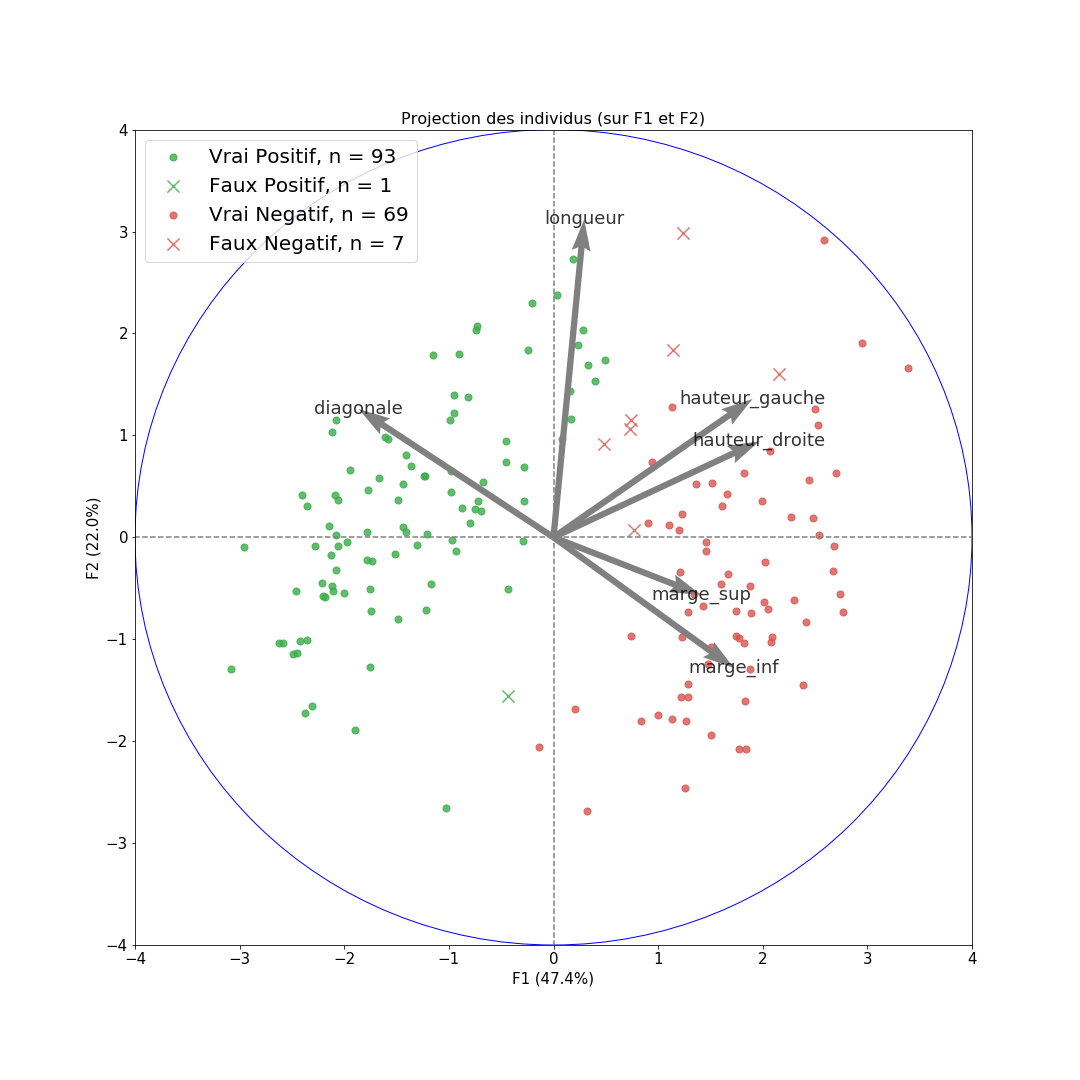 Projection des individus (sur F1 et F2)
Vrai Positif, n = 93
Faux Positif, n = 1
Vrai Negatif, n = 69
Faux Negatif, n = 7
longueur
diagonale
hauteur_gauche
hauteur_droite
marge_sup
marge_inf
4
3
2
1
0
−1
−2
−3
−4
F2 (22.0%)
−4
−3
−2
−1
0
1
2
3
4
F1 (47.4%)